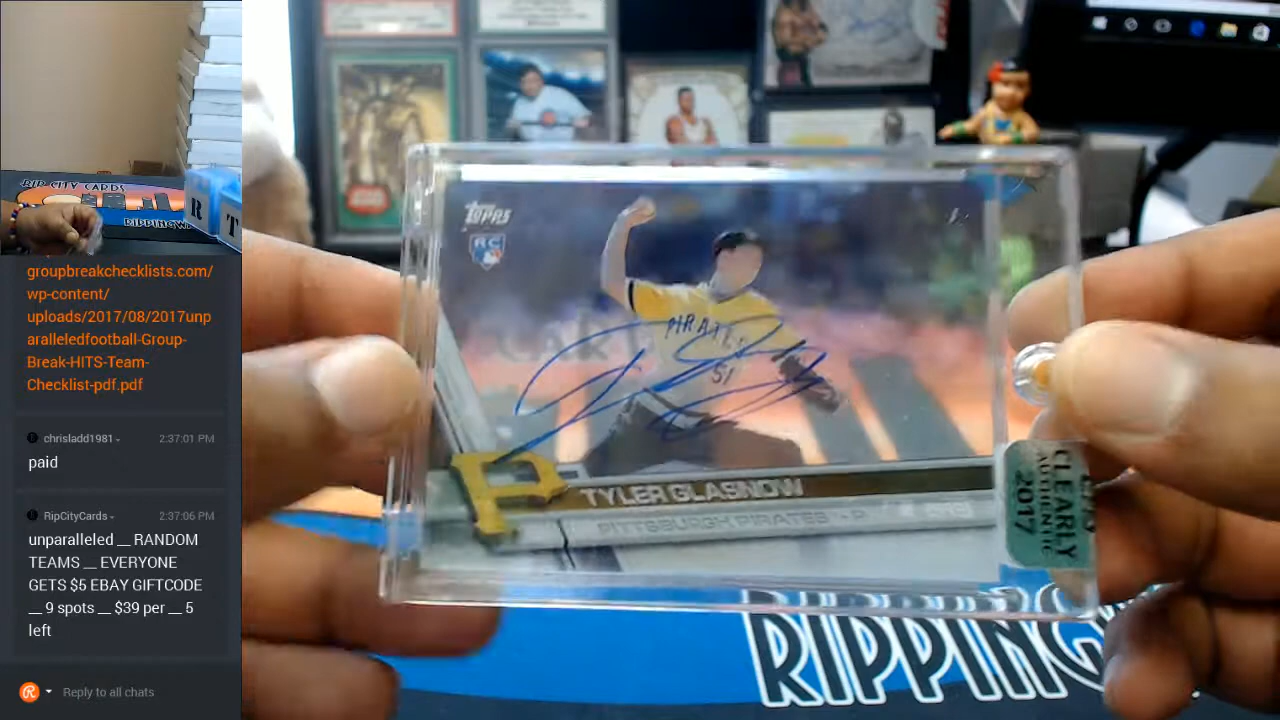 RIP CITY CARDS
RIPPINGW
R
T
groupbreakchecklists.com/
wp-content/
uploads/2017/08/2017unp
aralleledfootball-Group-
Break-HITS-Team-
Checklist-pdf.pdf
chrisladd1981
2:37:01 PM
paid
RipCityCards
2:37:06 PM
unparalleled __ RANDOM
TEAMS __ EVERYONE
GETS $5 EBAY GIFTCODE
__ 9 spots __ $39 per __ 5
left
Reply to all chats
TOPPS
RC
PIRATES
51
P
TYLER GLASNOW
PITTSBURGH PIRATES - P
CLEARLY
AUTHENTIC
2017
RIPPINGW